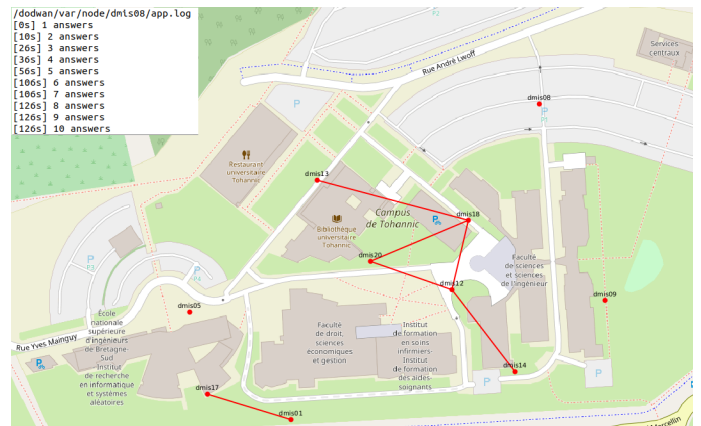 /dodwan/var/node/dmis08/app.log
[0s] 1 answers
[10s] 2 answers
[26s] 3 answers
[36s] 4 answers
[56s] 5 answers
[106s] 6 answers
[106s] 7 answers
[126s] 8 answers
[126s] 9 answers
[126s] 10 answers
P
P2
Services
centraux
Rue André Lwoff
dmis08
P
P
P1
Restaurant
universitaire
Tohannic
dmis13
Campus
de Tohannic
dmis18
P
Bibliothèque
universitaire
Tohannic
dmis20
Faculté
de sciences
et sciences
de l'ingénieur
P
P3
P
P4
dmis12
dmis09
dmis05
École
nationale
supérieure
d'ingénieurs
de Bretagne-
Sud
Institut
de recherche
en informatique
et systèmes
aléatoires
Rue Yves Mainguy
P
Faculté
de droit,
sciences
économiques
et gestion
Institut
de formation
en soins
infirmiers-
Institut
de formation
des aides-
soignants
dmis14
P
P
dmis17
dmis01
Marcellin